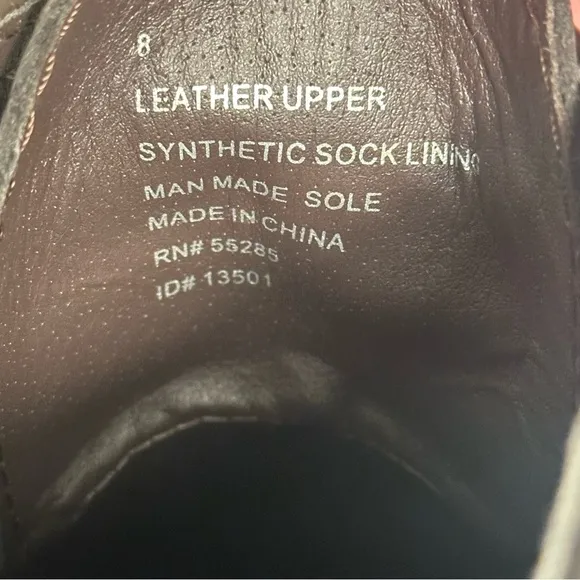 8
LEATHER UPPER
SYNTHETIC SOCK LINING
MAN MADE SOLE
MADE IN CHINA
RN# 55285
ID# 13501